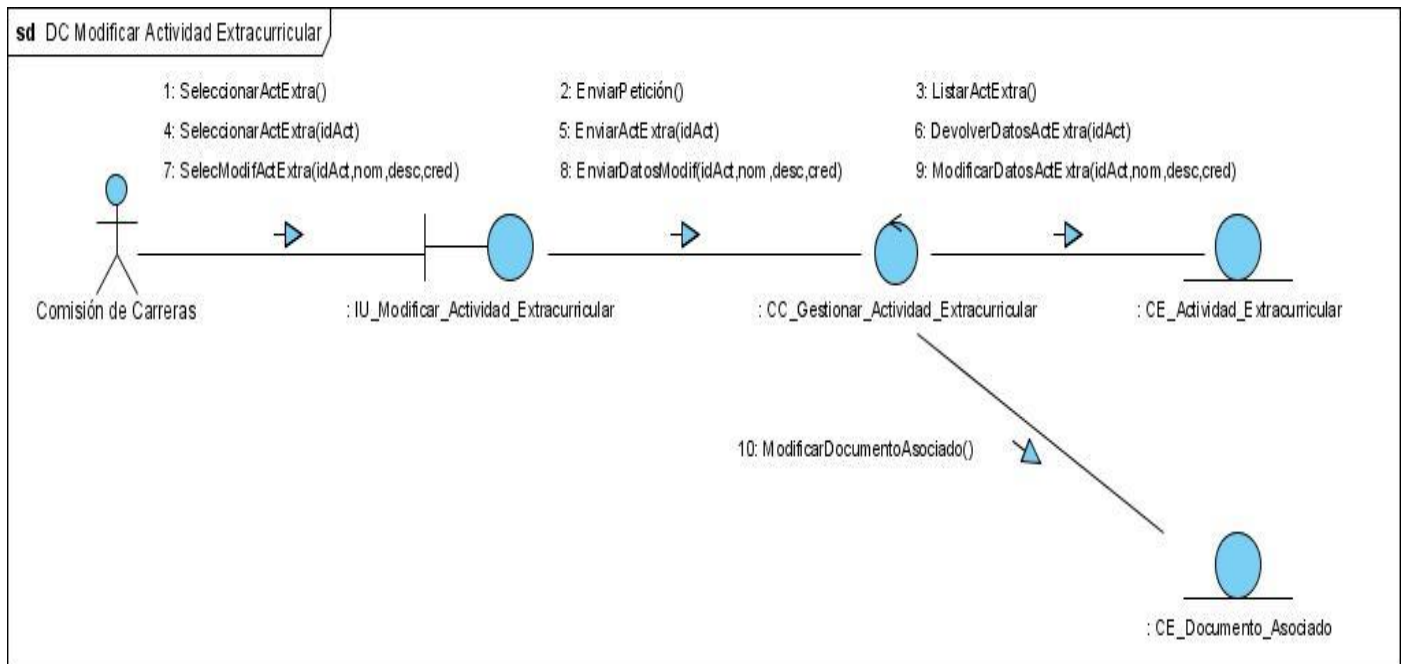 sd DC Modificar Actividad Extracurricular
1: SeleccionarActExtra()
2: EnviarPetición()
3: ListarActExtra()
4: SeleccionarActExtra(idAct)
5: EnviarActExtra(idAct)
6: DevolverDatosActExtra(idAct)
7: SelecModifActExtra(idAct,nom,desc,cred)
8: EnviarDatosModif(idAct,nom,desc,cred)
9: ModificarDatosActExtra(idAct,nom,desc,cred)
Comisión de Carreras
: IU_Modificar_Actividad_Extracurricular
: CC_Gestionar_Actividad_Extracurricular
: CE_Actividad_Extracurricular
10: ModificarDocumentoAsociado()
: CE_Documento_Asociado